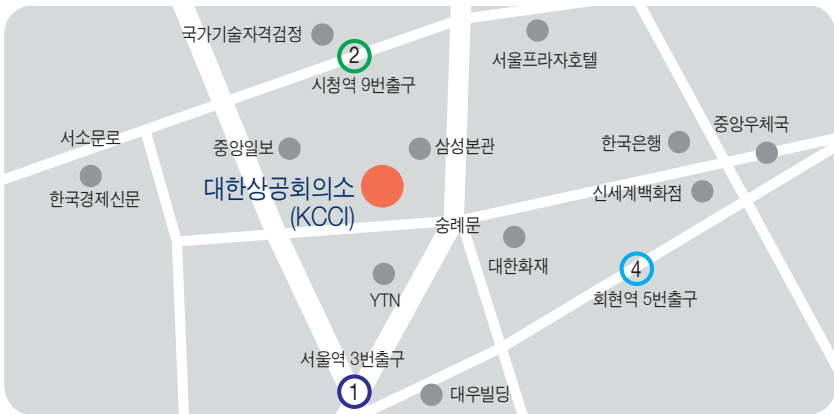 국가기술자격검정
2
시청역 9번출구
서울프라자호텔
서소문로
중앙일보
삼성본관
한국은행
중앙우체국
한국경제신문
대한상공회의소
(KCCI)
신세계백화점
숭례문
대한화재
4
회현역 5번출구
YTN
서울역 3번출구
1
대우빌딩